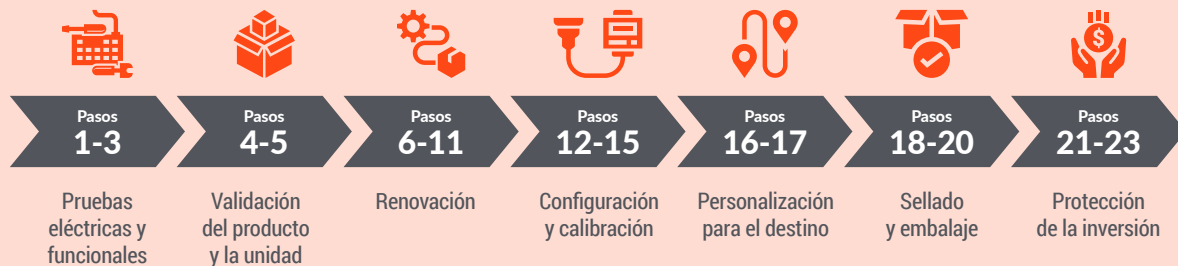 Pasos
1-3
Pruebas
eléctricas y
funcionales
Pasos
4-5
Validación
del producto
y la unidad
Pasos
6-11
Renovación
Pasos
12-15
Configuración
y calibración
Pasos
16-17
Personalización
para el destino
Pasos
18-20
Sellado
y embalaje
Pasos
21-23
Protección
de la inversión
$